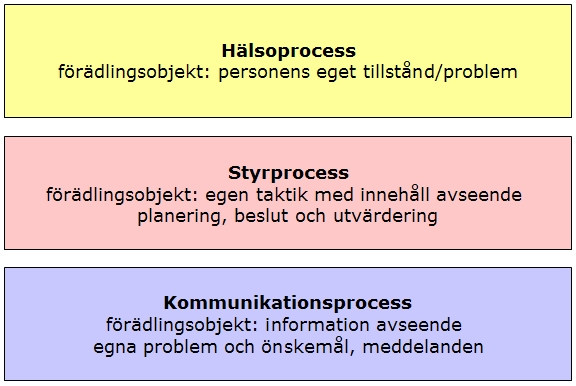 Hälsoprocess
förädlingsobjekt: personens eget tillstånd/problem
Styrprocess
förädlingsobjekt: egen taktik med innehåll avseende
planering, beslut och utvärdering
Kommunikationsprocess
förädlingsobjekt: information avseende
egna problem och önskemål, meddelanden